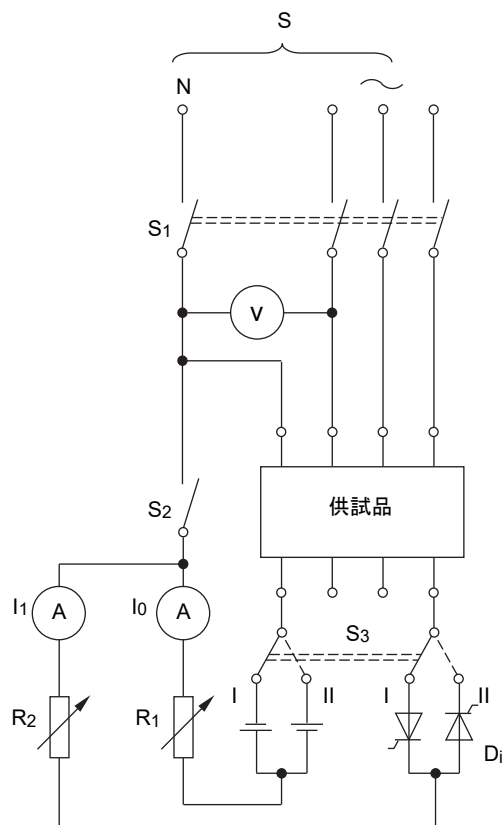 S
N
S1
V
S2
供試品
I1 A I0 A S3
I II I II
R2 R1 Di